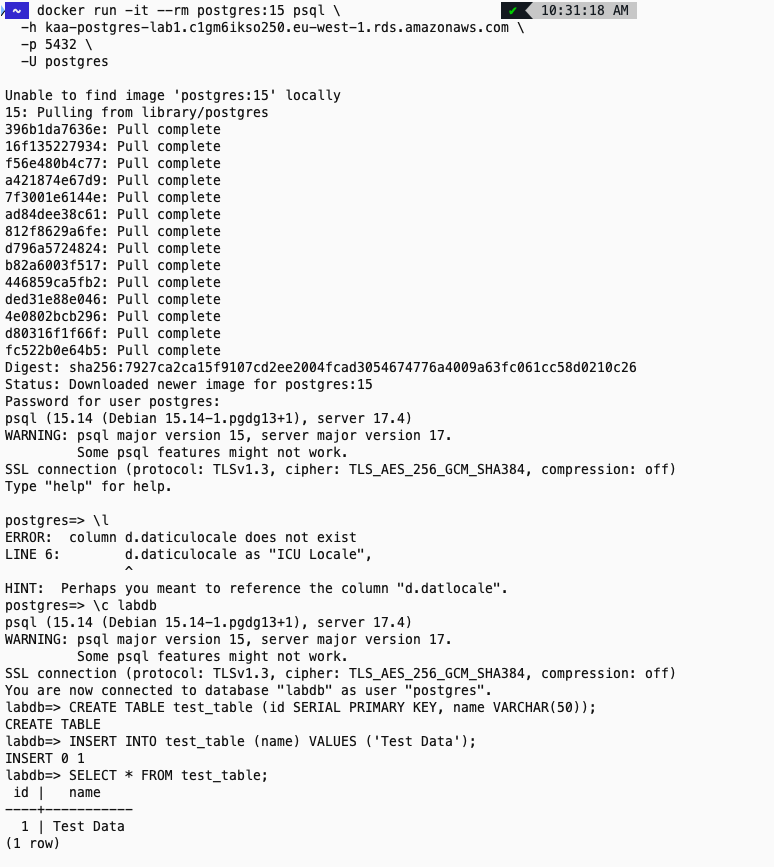 ~ docker run -it --rm postgres:15 psql \ ✔ 10:31:18 AM
-h kaa-postgres-lab1.c1gm6ikso250.eu-west-1.rds.amazonaws.com \
-p 5432 \
-U postgres
Unable to find image 'postgres:15' locally
15: Pulling from library/postgres
396b1da7636e: Pull complete
16f135227934: Pull complete
f56e480b4c77: Pull complete
a421874e67d9: Pull complete
7f3001e6144e: Pull complete
ad84dee38c61: Pull complete
812f8629a6fe: Pull complete
d796a5724824: Pull complete
b82a6003f517: Pull complete
446859ca5fb2: Pull complete
ded31e88e046: Pull complete
4e0802bcb296: Pull complete
d80316f1f66f: Pull complete
fc522b0e64b5: Pull complete
Digest: sha256:7927ca2ca15f9107cd2ee2004fcad3054674776a4009a63fc061cc58d0210c26
Status: Downloaded newer image for postgres:15
Password for user postgres:
psql (15.14 (Debian 15.14-1.pgdg13+1), server 17.4)
WARNING: psql major version 15, server major version 17.
         Some psql features might not work.
SSL connection (protocol: TLSv1.3, cipher: TLS_AES_256_GCM_SHA384, compression: off)
Type "help" for help.
postgres=> \l
ERROR:  column d.daticulocale does not exist
LINE 6:        d.daticulocale as "ICU Locale",
               ^
HINT:  Perhaps you meant to reference the column "d.datlocale".
postgres=> \c labdb
psql (15.14 (Debian 15.14-1.pgdg13+1), server 17.4)
WARNING: psql major version 15, server major version 17.
         Some psql features might not work.
SSL connection (protocol: TLSv1.3, cipher: TLS_AES_256_GCM_SHA384, compression: off)
You are now connected to database "labdb" as user "postgres".
labdb=> CREATE TABLE test_table (id SERIAL PRIMARY KEY, name VARCHAR(50));
CREATE TABLE
labdb=> INSERT INTO test_table (name) VALUES ('Test Data');
INSERT 0 1
labdb=> SELECT * FROM test_table;
 id |   name
----+-----------
  1 | Test Data
(1 row)